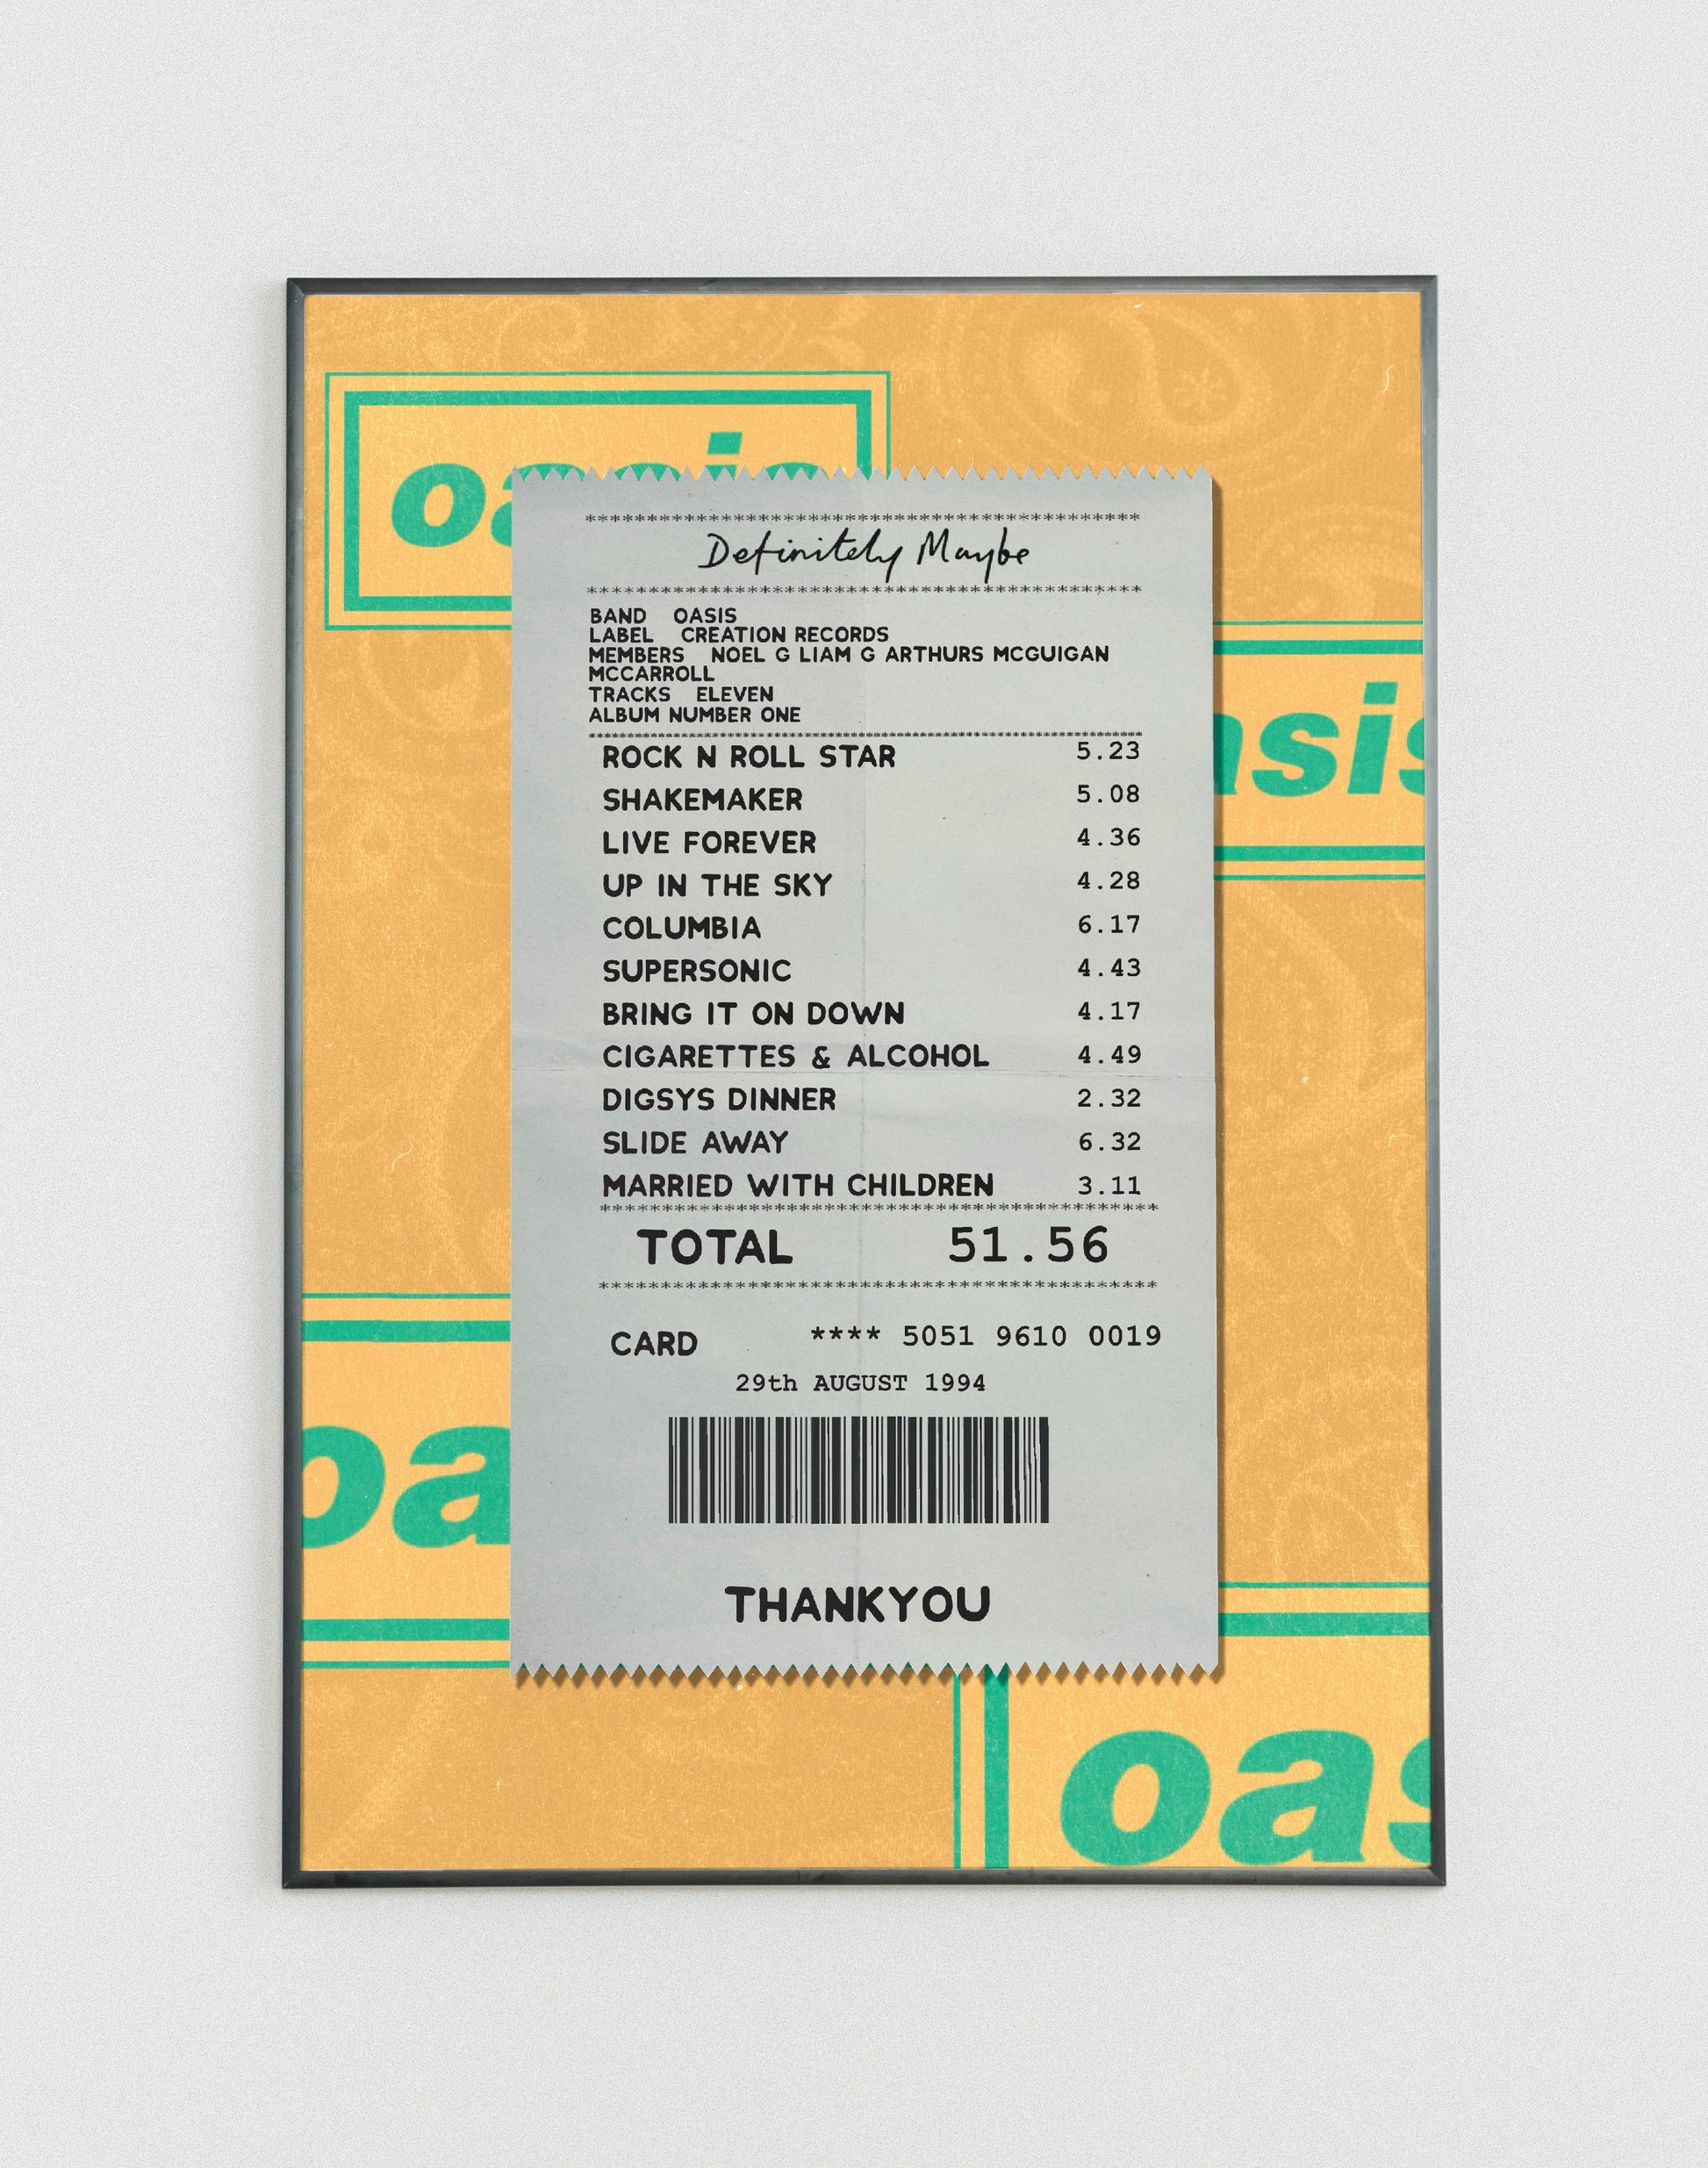 oasis
********************************************
Definitely Maybe
********************************************
BAND OASIS
LABEL CREATION RECORDS
MEMBERS NOEL G LIAM G ARTHURS MCGUIGAN
MCCARROLL
TRACKS ELEVEN
ALBUM NUMBER ONE
asis
ROCK N ROLL STAR 5.23
SHAKEMAKER 5.08
LIVE FOREVER 4.36
UP IN THE SKY 4.28
COLUMBIA 6.17
SUPERSONIC 4.43
BRING IT ON DOWN 4.17
CIGARETTES & ALCOHOL 4.49
DIGSYS DINNER 2.32
SLIDE AWAY 6.32
MARRIED WITH CHILDREN 3.11
********************************************
TOTAL 51.56
********************************************
CARD **** 5051 9610 0019
29th AUGUST 1994
oa
THANKYOU
oas